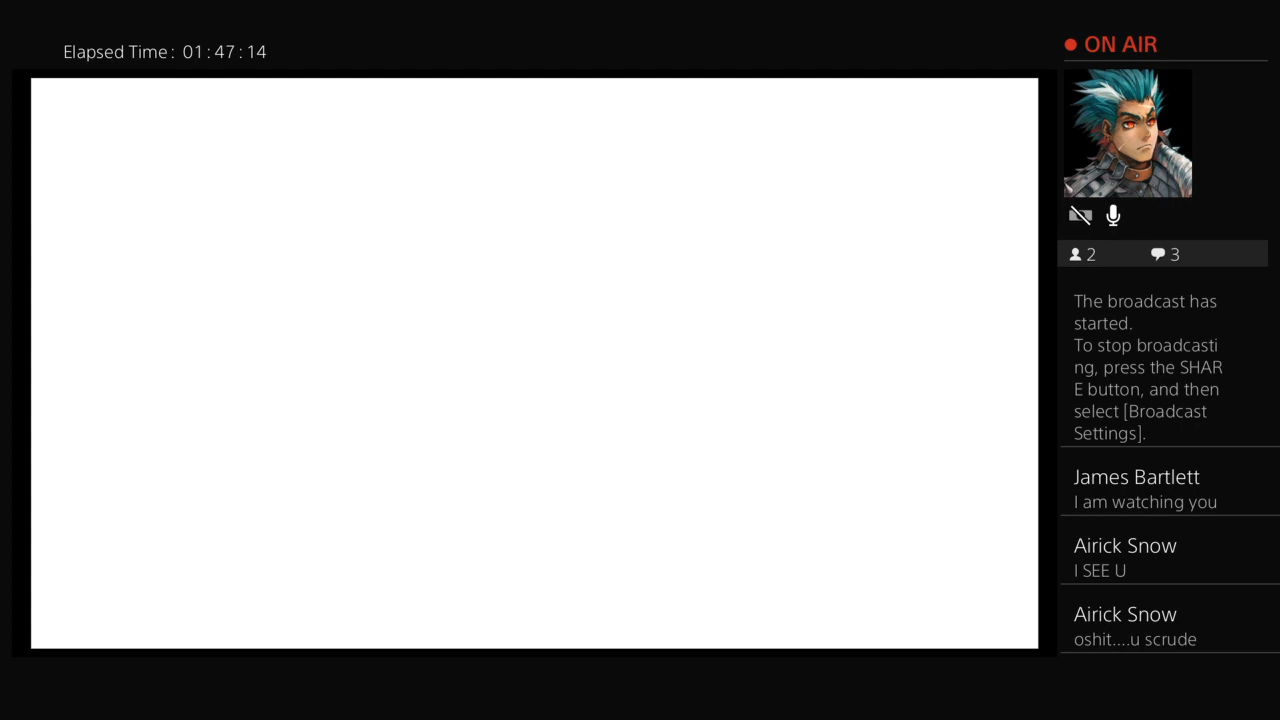 Elapsed Time: 01:47:14
ON AIR
2
3
The broadcast has
started.
To stop broadcasti
ng, press the SHAR
E button, and then
select [Broadcast
Settings].
James Bartlett
I am watching you
Airick Snow
I SEE U
Airick Snow
oshit....u scrude